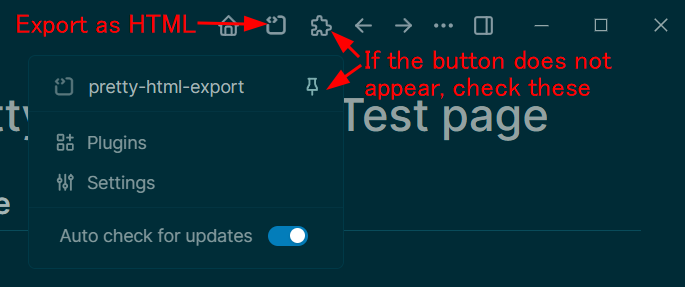 Export as HTML
If the button does not
appear, check these
pretty-html-export
tty
Test page
Plugins
Settings
e
Auto check for updates